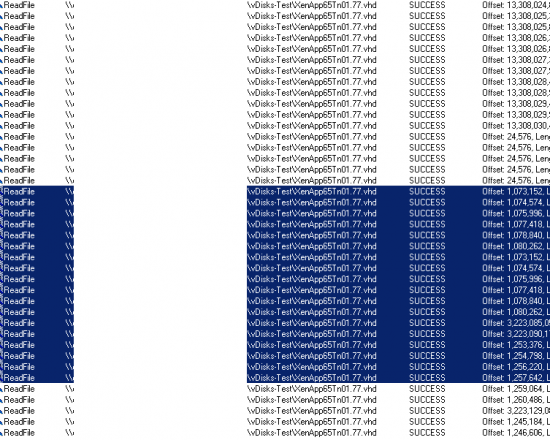 ReadFile \\ \vDisks-Test\XenApp65Tn01.77.vhd SUCCESS Offset: 13,308,024,
ReadFile \\ \vDisks-Test\XenApp65Tn01.77.vhd SUCCESS Offset: 13,308,025,
ReadFile \\ \vDisks-Test\XenApp65Tn01.77.vhd SUCCESS Offset: 13,308,025,
ReadFile \\ \vDisks-Test\XenApp65Tn01.77.vhd SUCCESS Offset: 13,308,026,
ReadFile \\ \vDisks-Test\XenApp65Tn01.77.vhd SUCCESS Offset: 13,308,026,
ReadFile \\ \vDisks-Test\XenApp65Tn01.77.vhd SUCCESS Offset: 13,308,027,
ReadFile \\ \vDisks-Test\XenApp65Tn01.77.vhd SUCCESS Offset: 13,308,027,
ReadFile \\ \vDisks-Test\XenApp65Tn01.77.vhd SUCCESS Offset: 13,308,028,
ReadFile \\ \vDisks-Test\XenApp65Tn01.77.vhd SUCCESS Offset: 13,308,028,
ReadFile \\ \vDisks-Test\XenApp65Tn01.77.vhd SUCCESS Offset: 13,308,029,
ReadFile \\ \vDisks-Test\XenApp65Tn01.77.vhd SUCCESS Offset: 13,308,029,
ReadFile \\ \vDisks-Test\XenApp65Tn01.77.vhd SUCCESS Offset: 13,308,030,
ReadFile \\ \vDisks-Test\XenApp65Tn01.77.vhd SUCCESS Offset: 24,576, Leng
ReadFile \\ \vDisks-Test\XenApp65Tn01.77.vhd SUCCESS Offset: 24,576, Leng
ReadFile \\ \vDisks-Test\XenApp65Tn01.77.vhd SUCCESS Offset: 24,576, Leng
ReadFile \\ \vDisks-Test\XenApp65Tn01.77.vhd SUCCESS Offset: 24,576, Leng
ReadFile \\ \vDisks-Test\XenApp65Tn01.77.vhd SUCCESS Offset: 24,576, Leng
ReadFile \\ \vDisks-Test\XenApp65Tn01.77.vhd SUCCESS Offset: 1,073,152, L
ReadFile \\ \vDisks-Test\XenApp65Tn01.77.vhd SUCCESS Offset: 1,074,574, L
ReadFile \\ \vDisks-Test\XenApp65Tn01.77.vhd SUCCESS Offset: 1,075,996, L
ReadFile \\ \vDisks-Test\XenApp65Tn01.77.vhd SUCCESS Offset: 1,077,418, L
ReadFile \\ \vDisks-Test\XenApp65Tn01.77.vhd SUCCESS Offset: 1,078,840, L
ReadFile \\ \vDisks-Test\XenApp65Tn01.77.vhd SUCCESS Offset: 1,080,262, L
ReadFile \\ \vDisks-Test\XenApp65Tn01.77.vhd SUCCESS Offset: 1,073,152, L
ReadFile \\ \vDisks-Test\XenApp65Tn01.77.vhd SUCCESS Offset: 1,074,574, L
ReadFile \\ \vDisks-Test\XenApp65Tn01.77.vhd SUCCESS Offset: 1,075,996, L
ReadFile \\ \vDisks-Test\XenApp65Tn01.77.vhd SUCCESS Offset: 1,077,418, L
ReadFile \\ \vDisks-Test\XenApp65Tn01.77.vhd SUCCESS Offset: 1,078,840, L
ReadFile \\ \vDisks-Test\XenApp65Tn01.77.vhd SUCCESS Offset: 1,080,262, L
ReadFile \\ \vDisks-Test\XenApp65Tn01.77.vhd SUCCESS Offset: 3,223,085,0
ReadFile \\ \vDisks-Test\XenApp65Tn01.77.vhd SUCCESS Offset: 3,223,090,1
ReadFile \\ \vDisks-Test\XenApp65Tn01.77.vhd SUCCESS Offset: 1,253,376, L
ReadFile \\ \vDisks-Test\XenApp65Tn01.77.vhd SUCCESS Offset: 1,254,798, L
ReadFile \\ \vDisks-Test\XenApp65Tn01.77.vhd SUCCESS Offset: 1,256,220, L
ReadFile \\ \vDisks-Test\XenApp65Tn01.77.vhd SUCCESS Offset: 1,257,642, L
ReadFile \\ \vDisks-Test\XenApp65Tn01.77.vhd SUCCESS Offset: 1,259,064, L
ReadFile \\ \vDisks-Test\XenApp65Tn01.77.vhd SUCCESS Offset: 1,260,486, L
ReadFile \\ \vDisks-Test\XenApp65Tn01.77.vhd SUCCESS Offset: 3,223,129,0
ReadFile \\ \vDisks-Test\XenApp65Tn01.77.vhd SUCCESS Offset: 1,245,184, L
ReadFile \\ \vDisks-Test\XenApp65Tn01.77.vhd SUCCESS Offset: 1,246,606, L